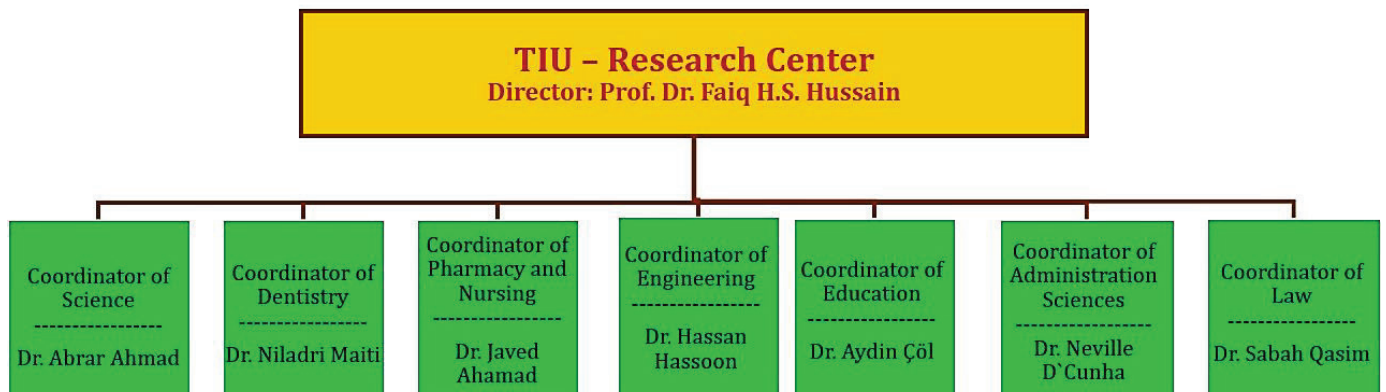 TIU – Research Center
Director: Prof. Dr. Faiq H.S. Hussain
Coordinator of
Science
-----------------
Dr. Abrar Ahmad
Coordinator of
Dentistry
-----------------
Dr. Niladri Maiti
Coordinator of
Pharmacy and
Nursing
-----------------
Dr. Javed
Ahamad
Coordinator of
Engineering
-----------------
Dr. Hassan
Hassoon
Coordinator of
Education
-----------------
Dr. Aydin Çöl
Coordinator of
Administration
Sciences
------------------
Dr. Neville
D`Cunha
Coordinator of
Law
-----------------
Dr. Sabah Qasim